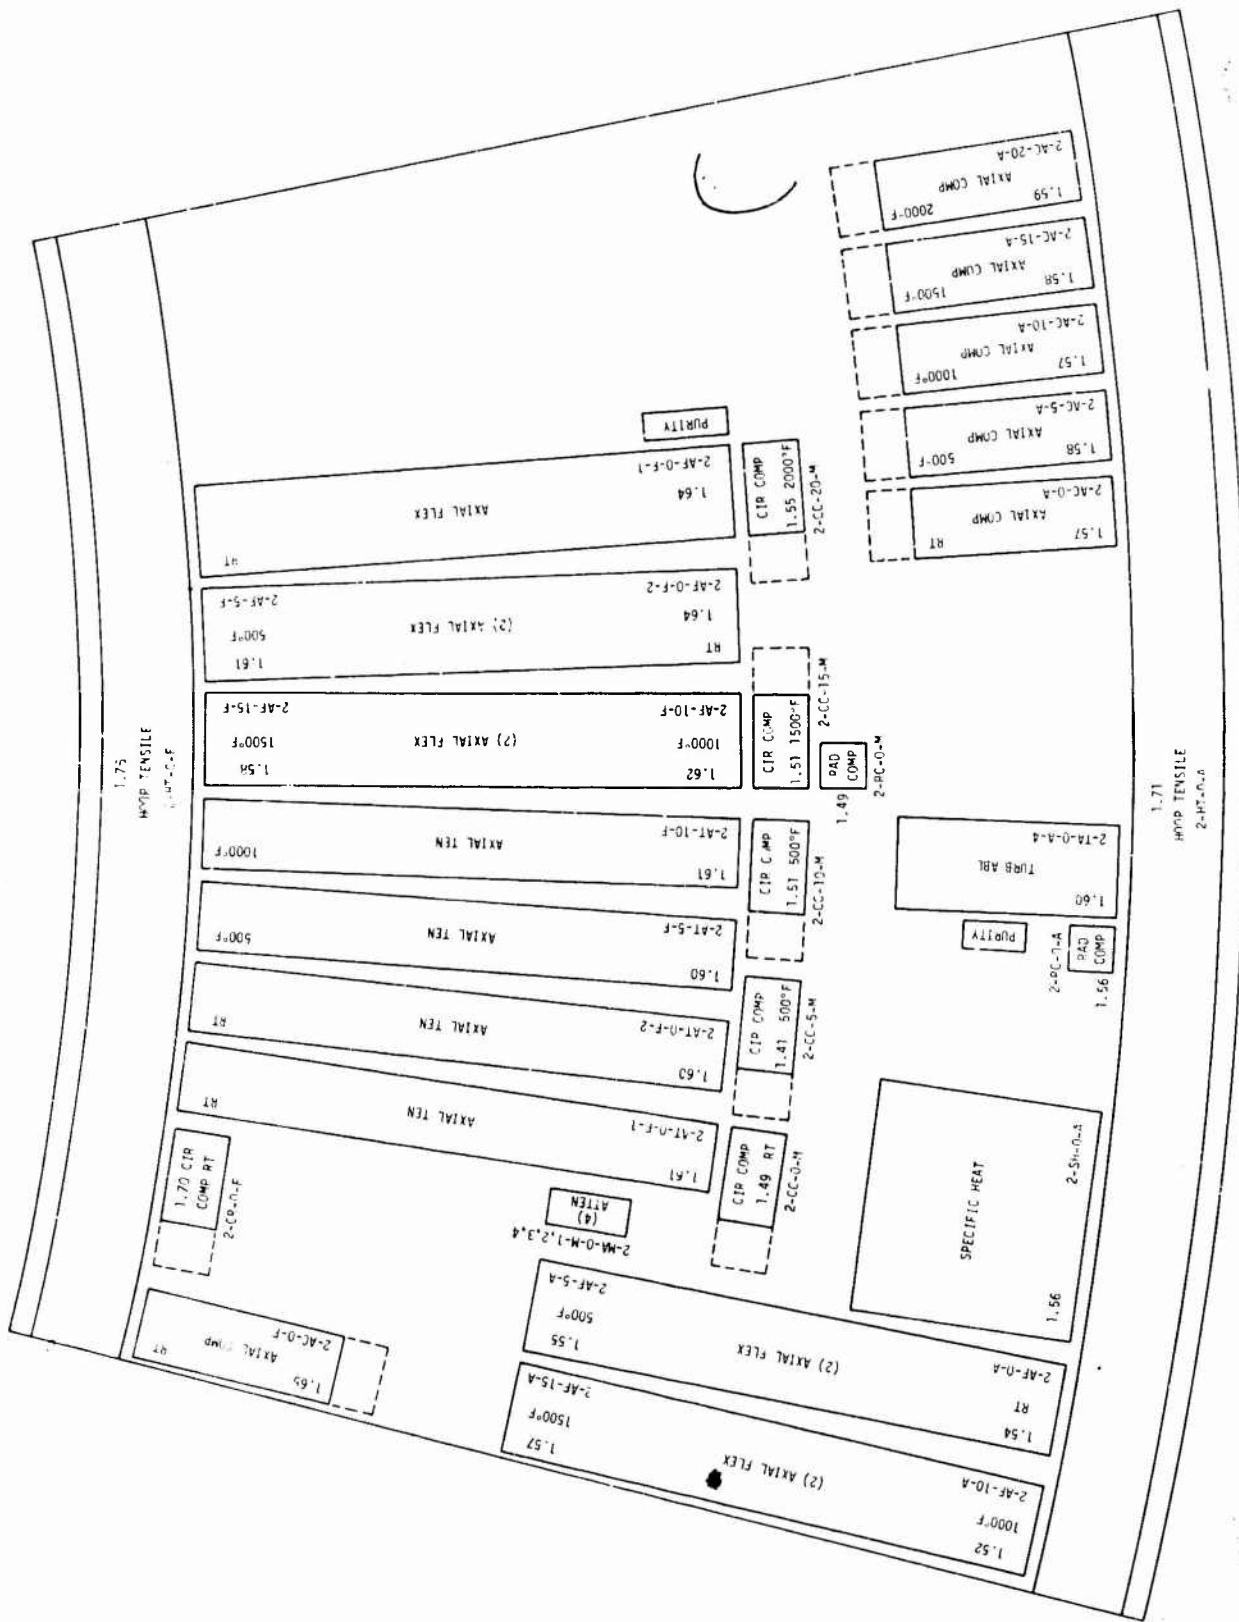 1.75
HOOP TENSILE
2-AC-20-A
AXIAL COMP
1.59
2000°F
2-AC-15-A
AXIAL COMP
1.58
1500°F
2-AC-10-A
AXIAL COMP
1.57
1000°F
2-AC-5-A
AXIAL COMP
1.58
500°F
2-AC-0-A
AXIAL COMP
1.57
RT
PURITY
2-AF-0-F-1
1.64
AXIAL FLEX
RT
CIR COMP
1.55 2000°F
2-CC-20-M
2-AF-0-F-2
1.64
RT
(2) AXIAL FLEX
2-AF-5-F
500°F
1.61
2-AF-10-F
1000°F
1.62
(2) AXIAL FLEX
2-AF-15-F
1500°F
1.58
CIR COMP
1.51 1500°F
2-CC-15-M
RAD
COMP
1.49
2-RC-0-M
2-AT-10-F
1.61
AXIAL TEN
1000°F
CIR COMP
1.51 500°F
2-CC-10-M
2-AT-5-F
1.60
AXIAL TEN
500°F
2-AT-0-F-2
1.60
AXIAL TEN
RT
CIR COMP
1.41 500°F
2-CC-5-M
2-AT-0-F-1
1.61
AXIAL TEN
RT
CIR COMP
1.49 RT
2-CC-0-M
1.70 CIR
COMP RT
ATTEN
(4)
2-MA-0-M-1,2,3,4
2-AC-0-F
AXIAL COMP
1.65
RT
2-TA-0-A-4
TURB ABL
1.60
PURITY
2-RC-0-A
RAD
COMP
1.56
SPECIFIC HEAT
2-SH-0-A
1.56
2-AF-5-A
500°F
1.55
(2) AXIAL FLEX
2-AF-0-A
RT
1.54
2-AF-15-A
1500°F
1.57
(2) AXIAL FLEX
2-AF-10-A
1000°F
1.52
1.71
HOOP TENSILE
2-HT-0-A